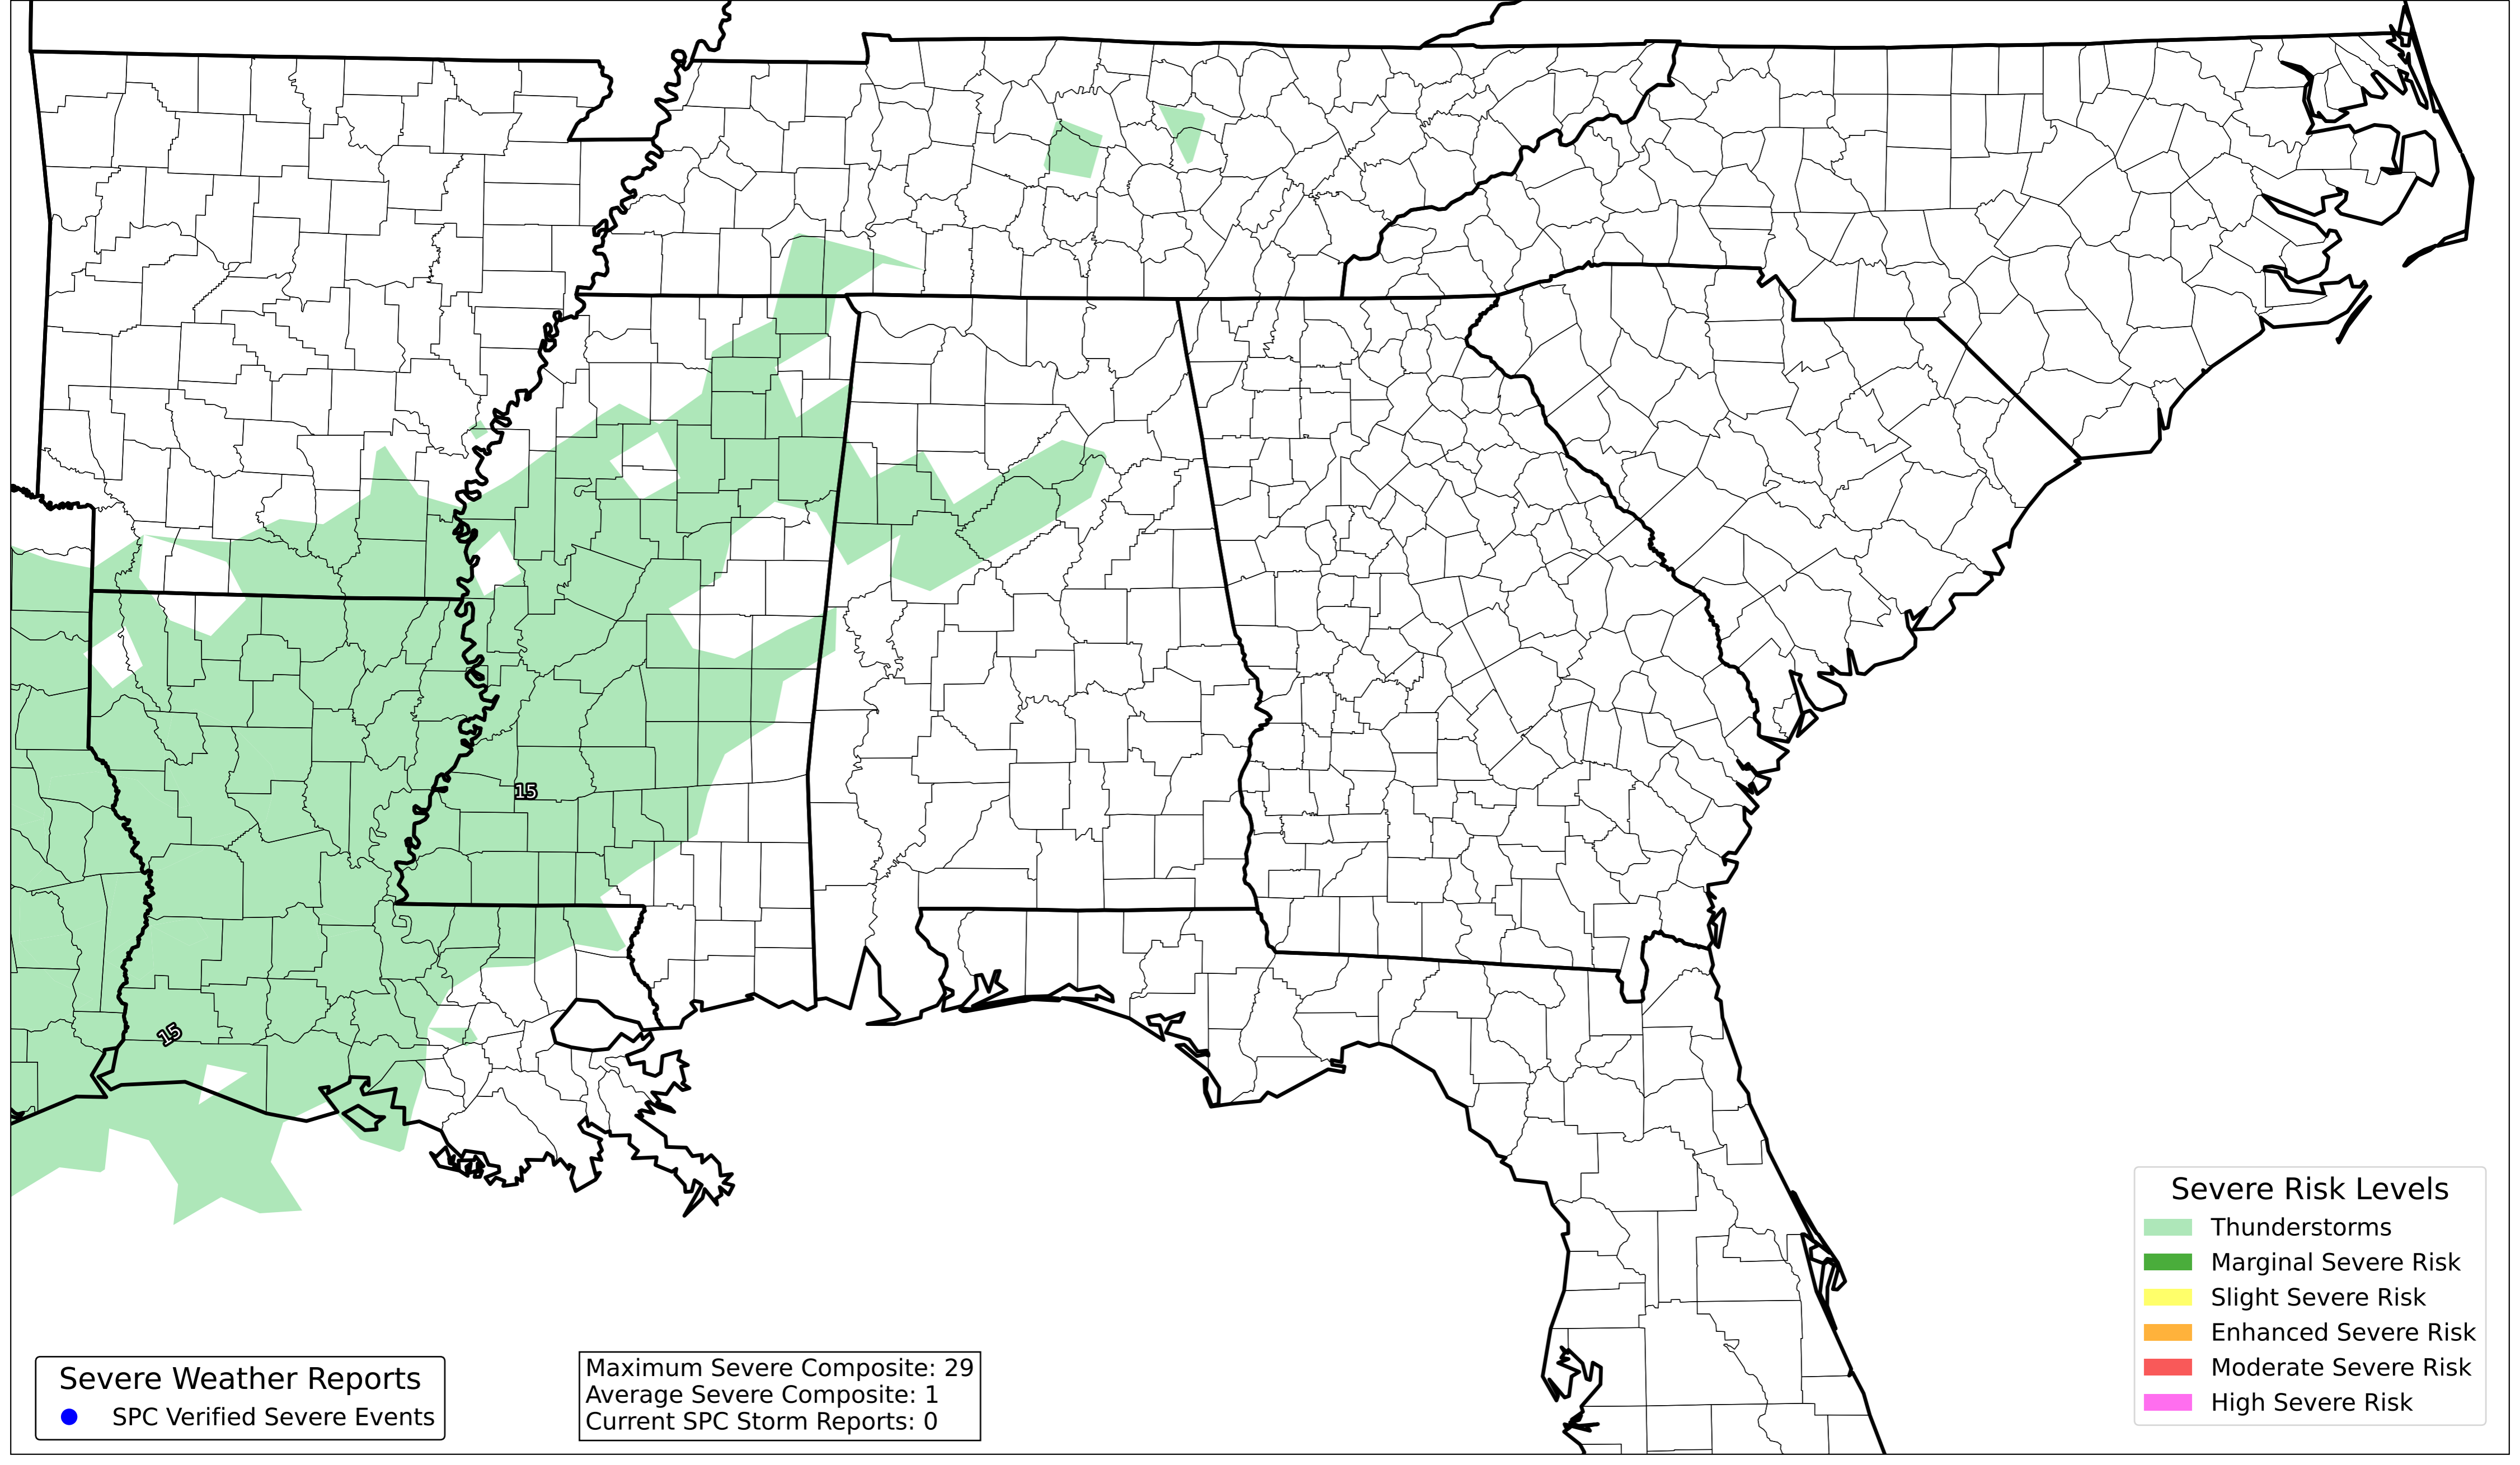 15
15
Severe Risk Levels
Thunderstorms
Marginal Severe Risk
Slight Severe Risk
Enhanced Severe Risk
Moderate Severe Risk
High Severe Risk
Severe Weather Reports
SPC Verified Severe Events
Maximum Severe Composite: 29
Average Severe Composite: 1
Current SPC Storm Reports: 0